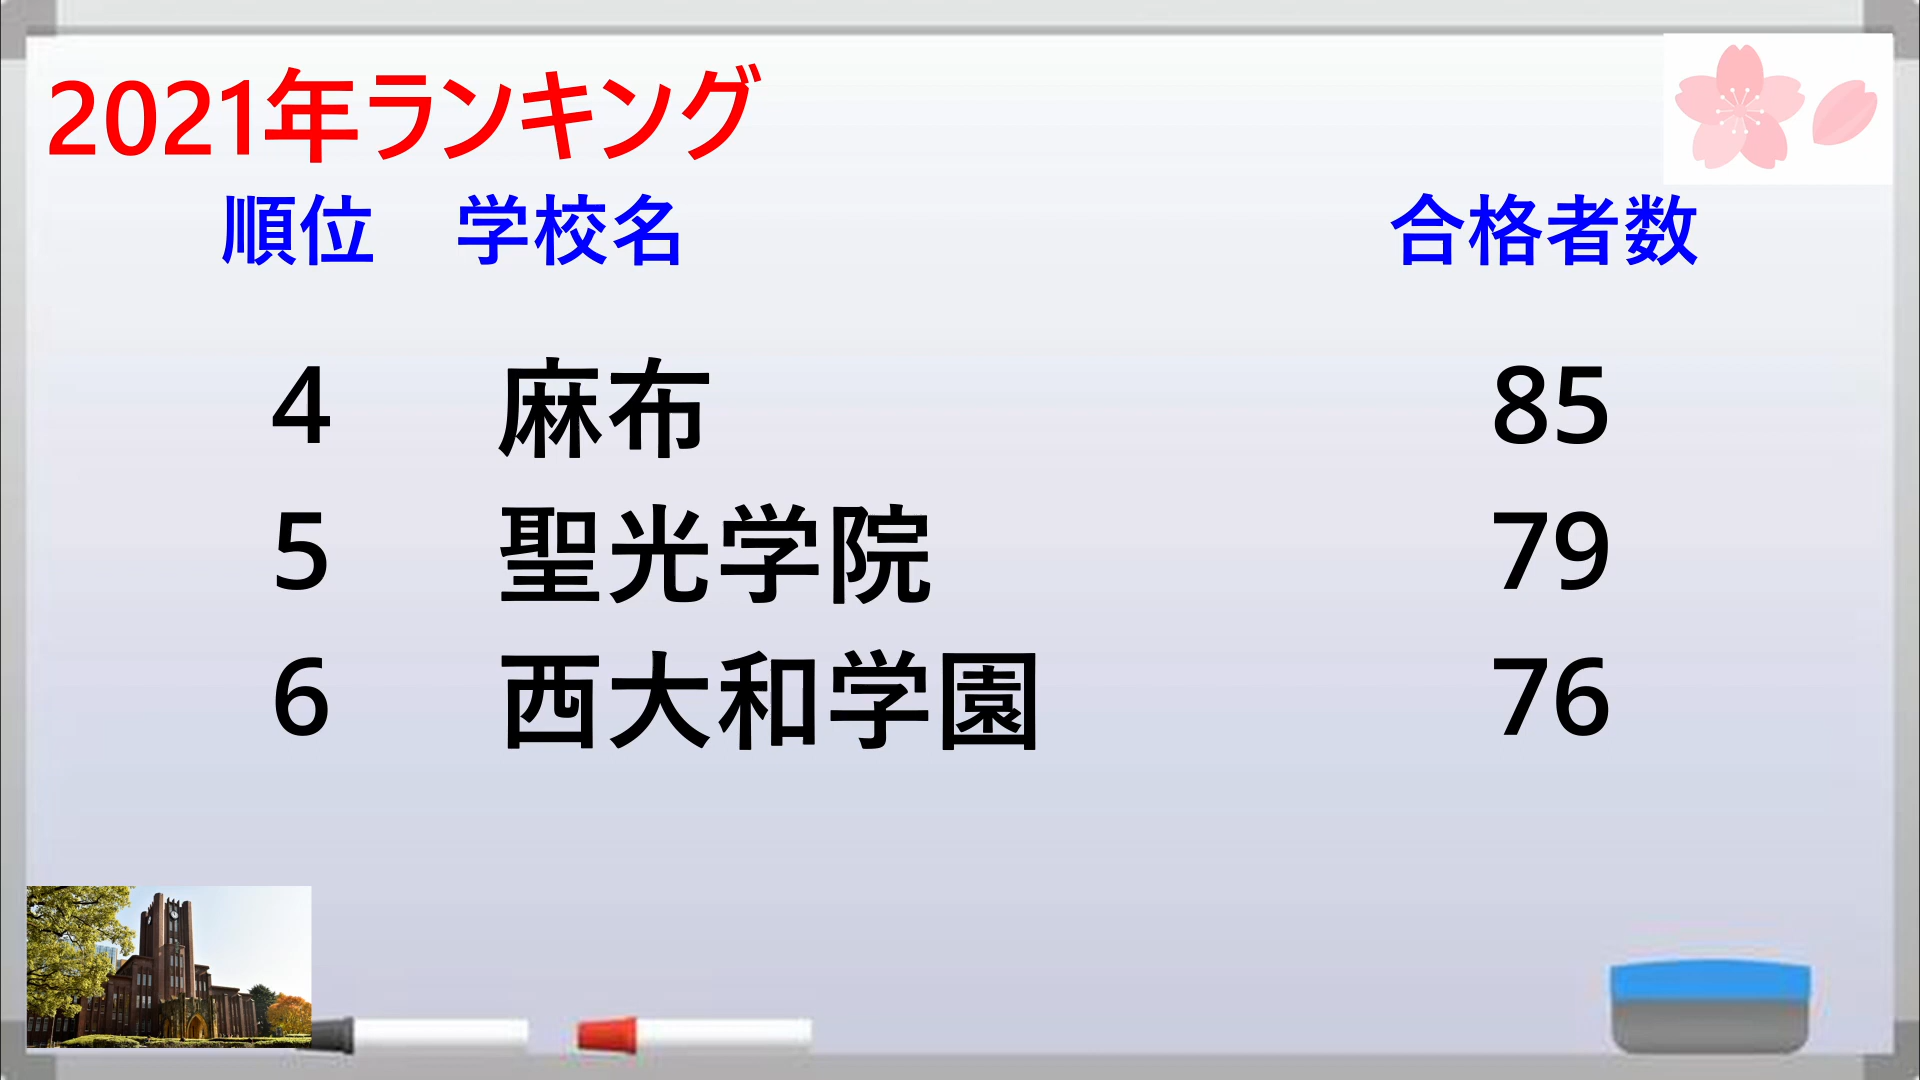 2021年ランキング
順位 学校名 合格者数
4 麻布 85
5 聖光学院 79
6 西大和学園 76